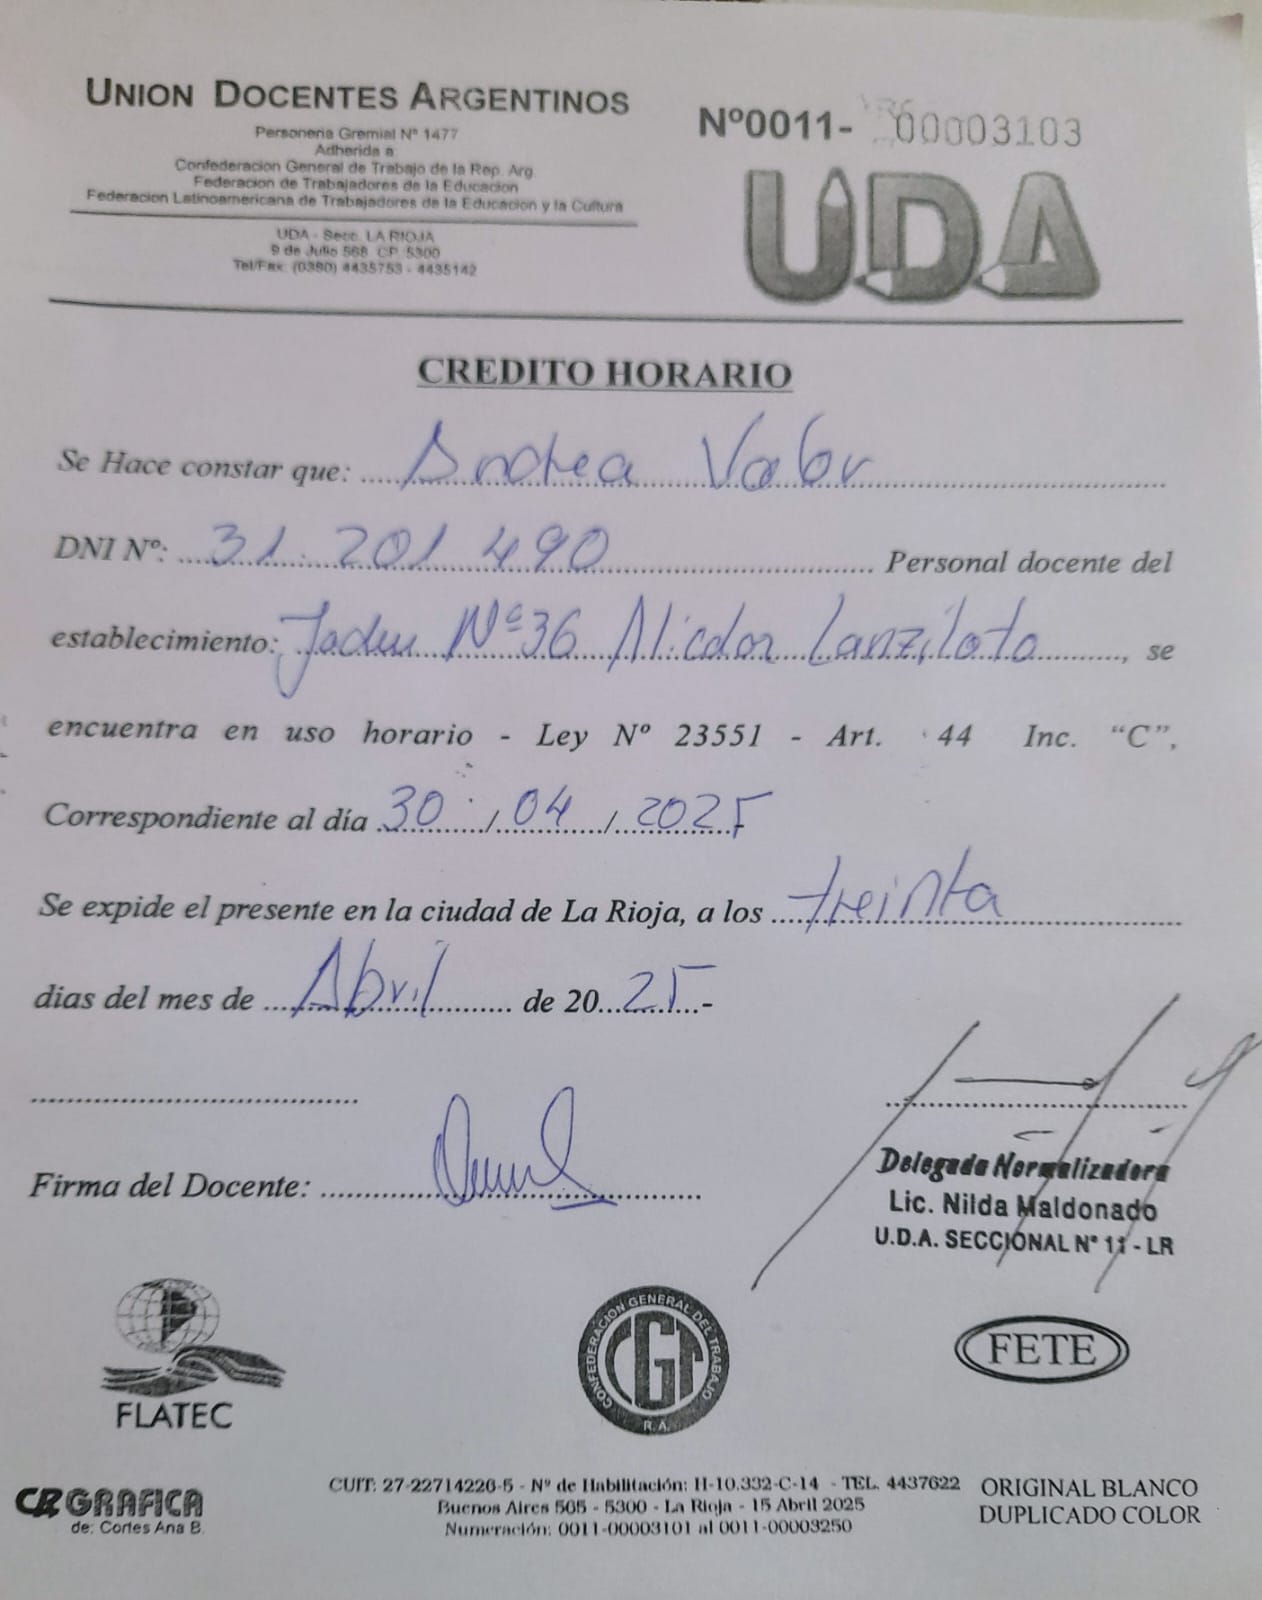 UNION DOCENTES ARGENTINOS
Personeria Gremial Nº 1477
Adherida a
Confederacion General de Trabajo de la Rep. Arg.
Federacion de Trabajadores de la Educacion
Federacion Latinoamericana de Trabajadores de la Educacion y la Cultura
UDA - Secc. LA RIOJA
9 de Julio 568 CP. 5300
Tel/Fax: (0380) 4435753 - 4435142
Nº0011- 00003103
UDA
CREDITO HORARIO
Se Hace constar que: Andrea
DNI Nº: 31.201.490 Personal docente del
establecimiento: Nº36 Lanziloto, se
encuentra en uso horario - Ley Nº 23551 - Art. 44 Inc. “C”,
Correspondiente al día 30 / 04 / 2025
Se expide el presente en la ciudad de La Rioja, a los treinta
dias del mes de Abril de 2025.-
Firma del Docente:
Delegada Normalizadora
Lic. Nilda Maldonado
U.D.A. SECCIONAL Nº 11 - LR
FLATEC
CONFEDERACION GENERAL DEL TRABAJO
CGT
R.A.
FETE
CR GRAFICA
de: Cortes Ana B.
CUIT: 27-22714226-5 - Nº de Habilitación: H-10.332-C-14 - TEL. 4437622
Buenos Aires 565 - 5300 - La Rioja - 15 Abril 2025
Numeración: 0011-00003101 al 0011-00003250
ORIGINAL BLANCO
DUPLICADO COLOR